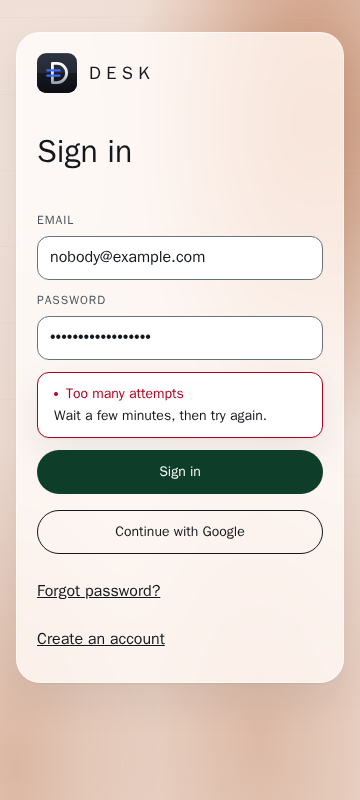 DESK
Sign in
EMAIL
nobody@example.com
PASSWORD
••••••••••••••••••
• Too many attempts
Wait a few minutes, then try again.
Sign in
Continue with Google
Forgot password?
Create an account